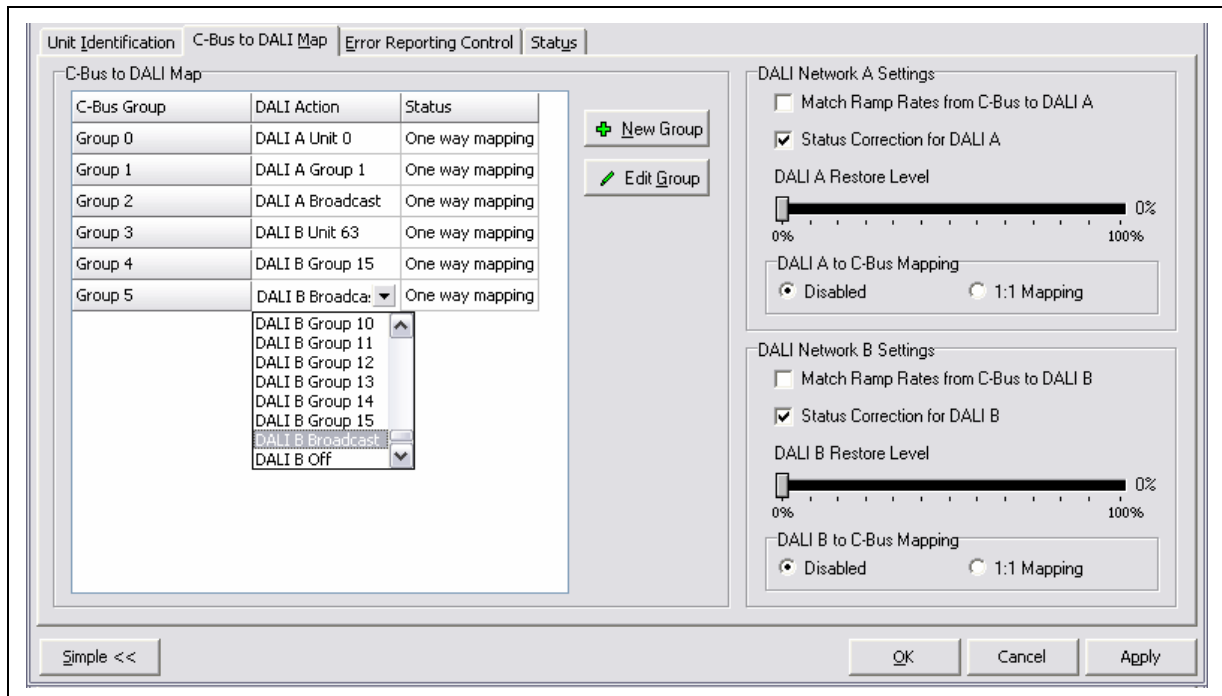 Unit Identification
C-Bus to DALI Map
Error Reporting Control
Status
C-Bus to DALI Map
C-Bus Group DALI Action Status
Group 0 DALI A Unit 0 One way mapping
Group 1 DALI A Group 1 One way mapping
Group 2 DALI A Broadcast One way mapping
Group 3 DALI B Unit 63 One way mapping
Group 4 DALI B Group 15 One way mapping
Group 5 DALI B Broadca One way mapping
DALI B Group 10
DALI B Group 11
DALI B Group 12
DALI B Group 13
DALI B Group 14
DALI B Group 15
DALI B Broadcast
DALI B Off
New Group
Edit Group
DALI Network A Settings
Match Ramp Rates from C-Bus to DALI A
Status Correction for DALI A
DALI A Restore Level
0%
0% 100%
DALI A to C-Bus Mapping
Disabled 1:1 Mapping
DALI Network B Settings
Match Ramp Rates from C-Bus to DALI B
Status Correction for DALI B
DALI B Restore Level
0%
0% 100%
DALI B to C-Bus Mapping
Disabled 1:1 Mapping
Simple <<
OK
Cancel
Apply